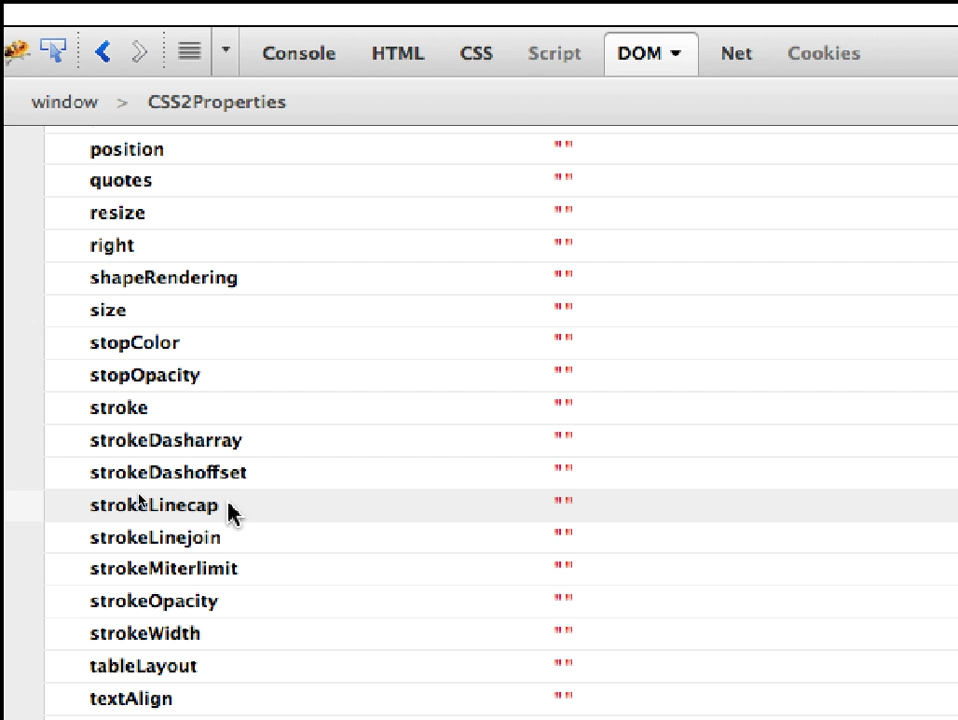 Console HTML CSS Script DOM Net Cookies
window > CSS2Properties
position ""
quotes ""
resize ""
right ""
shapeRendering ""
size ""
stopColor ""
stopOpacity ""
stroke ""
strokeDasharray ""
strokeDashoffset ""
strokeLinecap ""
strokeLinejoin ""
strokeMiterlimit ""
strokeOpacity ""
strokeWidth ""
tableLayout ""
textAlign ""